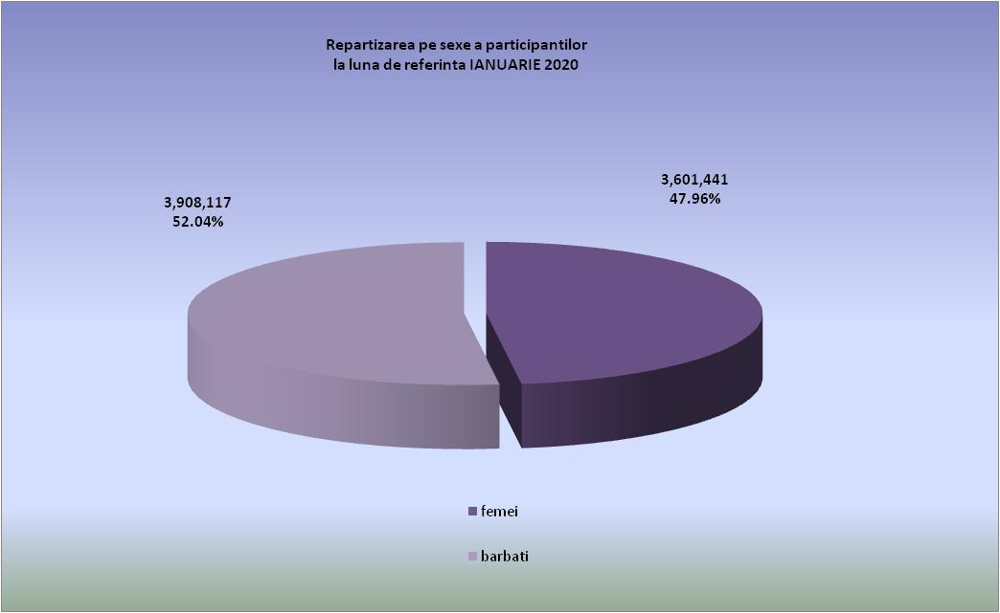 Repartizarea pe sexe a participantilor
la luna de referinta IANUARIE 2020
3,601,441
47.96%
3,908,117
52.04%
femei
barbati